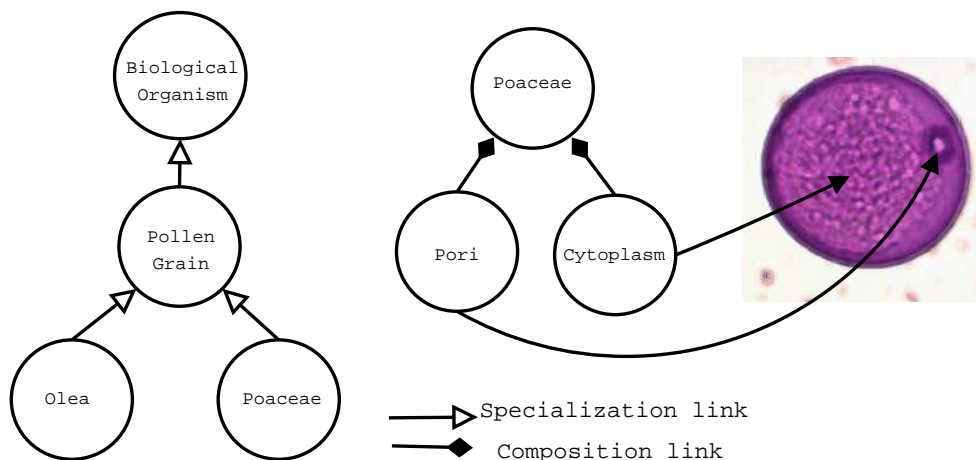 Biological
Organism
Pollen
Grain
Olea
Poaceae
Poaceae
Pori
Cytoplasm
Specialization link
Composition link